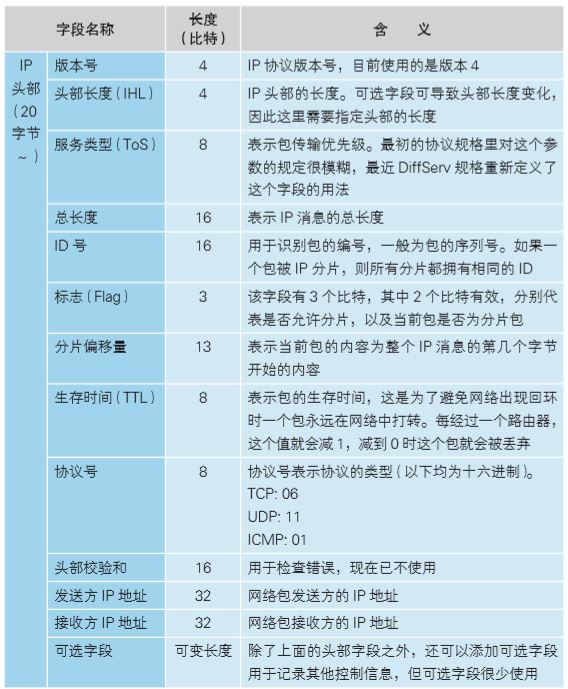 字段名称
长度
(比特)
含 义
IP
头部
(20
字节
~ )
版本号
4
IP 协议版本号，目前使用的是版本 4
头部长度 ( IHL )
4
IP 头部的长度。可选字段可导致头部长度变化，
因此这里需要指定头部的长度
服务类型 ( ToS )
8
表示包传输优先级。最初的协议规格里对这个参
数的规定很模糊，最近 DiffServ 规格重新定义了
这个字段的用法
总长度
16
表示 IP 消息的总长度
ID 号
16
用于识别包的编号，一般为包的序列号。如果一
个包被 IP 分片，则所有分片都拥有相同的 ID
标志 ( Flag )
3
该字段有 3 个比特，其中 2 个比特有效，分别代
表是否允许分片，以及当前包是否为分片包
分片偏移量
13
表示当前包的内容为整个 IP 消息的第几个字节
开始的内容
生存时间 ( TTL )
8
表示包的生存时间，这是为了避免网络出现回环
时一个包永远在网络中打转。每经过一个路由器，
这个值就会减 1，减到 0 时这个包就会被丢弃
协议号
8
协议号表示协议的类型 ( 以下均为十六进制 )。
TCP: 06
UDP: 11
ICMP: 01
头部校验和
16
用于检查错误，现在已不使用
发送方 IP 地址
32
网络包发送方的 IP 地址
接收方 IP 地址
32
网络包接收方的 IP 地址
可选字段
可变长度
除了上面的头部字段之外，还可以添加可选字段
用于记录其他控制信息，但可选字段很少使用